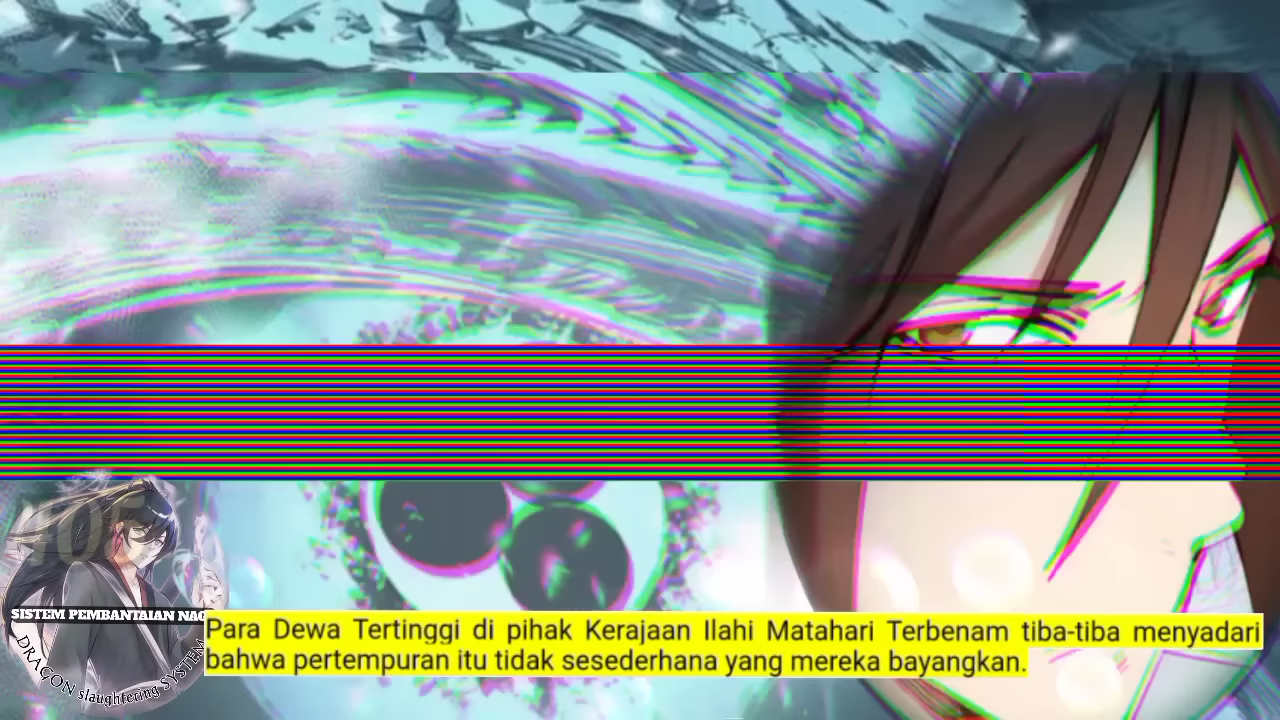 SISTEM PEMBANTAIAN NAG
DRAGON slaughtering SYSTEM
Para Dewa Tertinggi di pihak Kerajaan Ilahi Matahari Terbenam tiba-tiba menyadari
bahwa pertempuran itu tidak sesederhana yang mereka bayangkan.